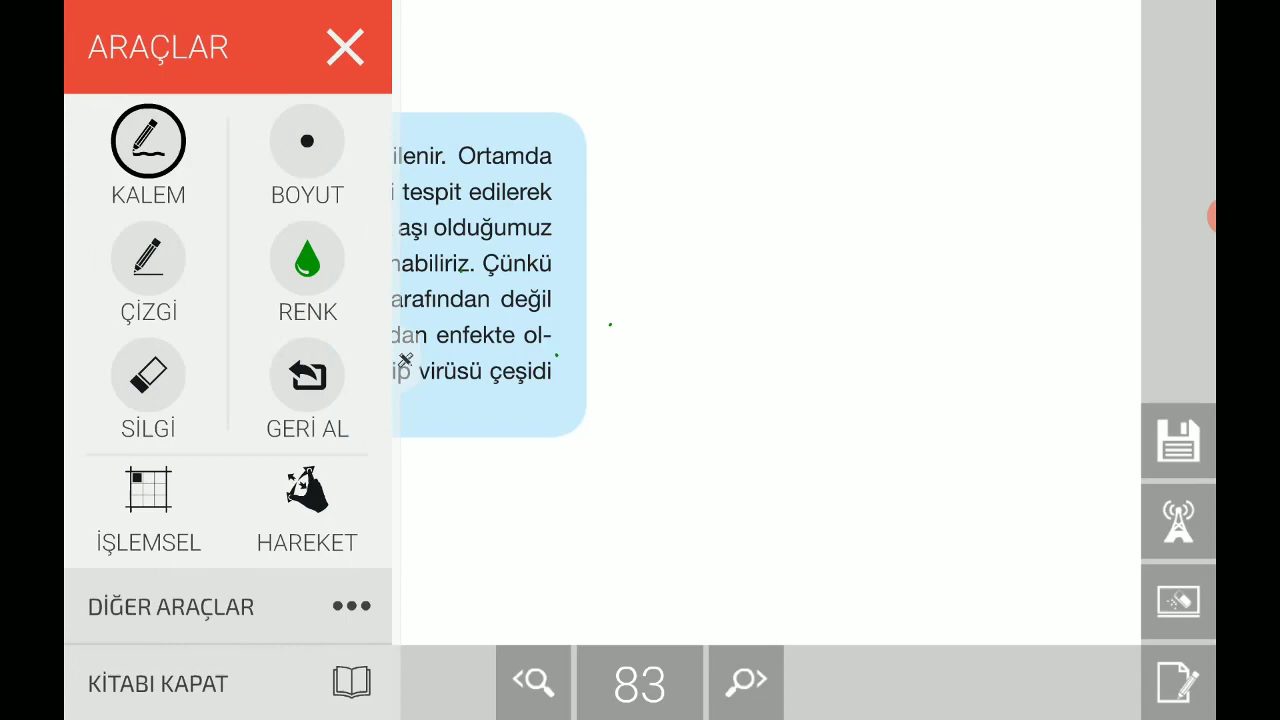 ARAÇLAR
KALEM
BOYUT
ÇİZGİ
RENK
SİLGİ
GERİ AL
İŞLEMSEL
HAREKET
DİĞER ARAÇLAR
KİTABI KAPAT
ilenir. Ortamda
i tespit edilerek
aşı olduğumuz
nabiliriz. Çünkü
arafından değil
dan enfekte ol-
ip virüsü çeşidi
83